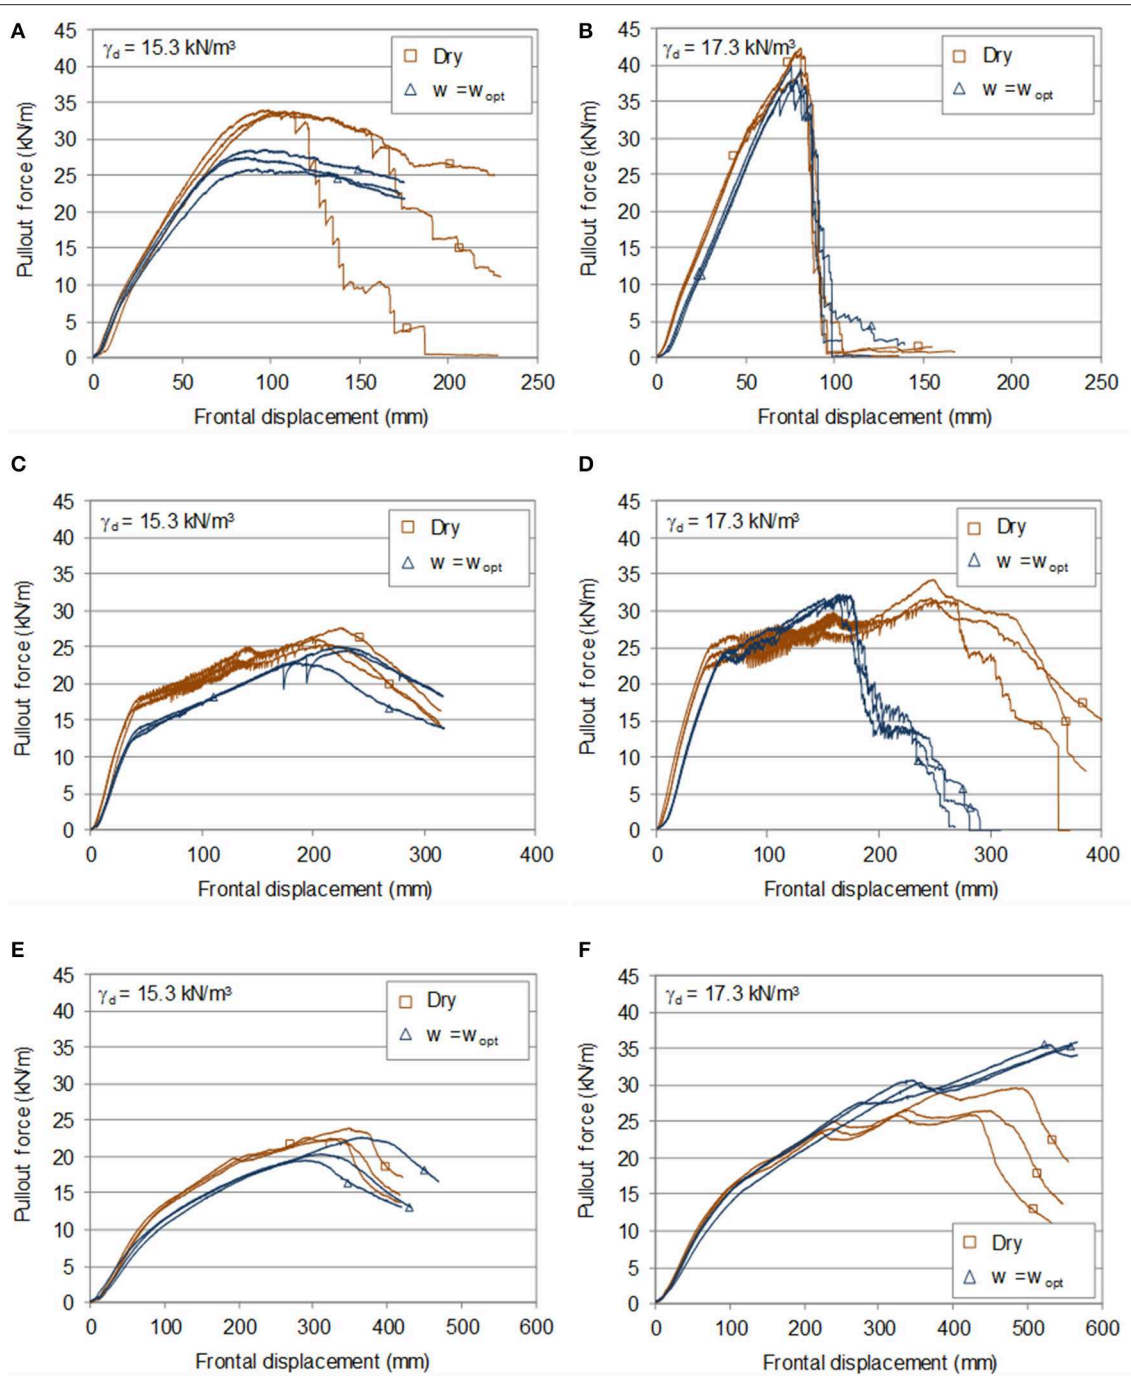 A
γd = 15.3 kN/m³
Dry
w =wopt
Pullout force (kN/m)
45
40
35
30
25
20
15
10
5
0
0 50 100 150 200 250
Frontal displacement (mm)
B
γd = 17.3 kN/m³
Dry
w =wopt
Pullout force (kN/m)
45
40
35
30
25
20
15
10
5
0
0 50 100 150 200 250
Frontal displacement (mm)
C
γd = 15.3 kN/m³
Dry
w =wopt
Pullout force (kN/m)
45
40
35
30
25
20
15
10
5
0
0 100 200 300 400
Frontal displacement (mm)
D
γd = 17.3 kN/m³
Dry
w =wopt
Pullout force (kN/m)
45
40
35
30
25
20
15
10
5
0
0 100 200 300 400
Frontal displacement (mm)
E
γd = 15.3 kN/m³
Dry
w =wopt
Pullout force (kN/m)
45
40
35
30
25
20
15
10
5
0
0 100 200 300 400 500 600
Frontal displacement (mm)
F
γd = 17.3 kN/m³
Dry
w =wopt
Pullout force (kN/m)
45
40
35
30
25
20
15
10
5
0
0 100 200 300 400 500 600
Frontal displacement (mm)